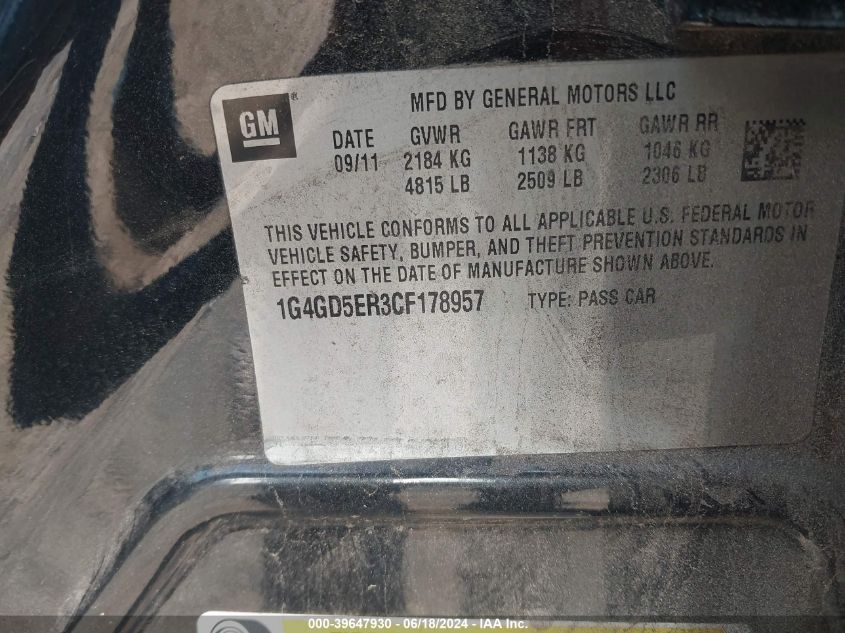 GM®
MFD BY GENERAL MOTORS LLC
DATE GVWR GAWR FRT GAWR RR
09/11 2184 KG 1138 KG 1046 KG
4815 LB 2509 LB 2306 LB
THIS VEHICLE CONFORMS TO ALL APPLICABLE U.S. FEDERAL MOTOR
VEHICLE SAFETY, BUMPER, AND THEFT PREVENTION STANDARDS IN
EFFECT ON THE DATE OF MANUFACTURE SHOWN ABOVE.
1G4GD5ER3CF178957 TYPE: PASS CAR
000-39647930 - 06/18/2024 - IAA Inc.